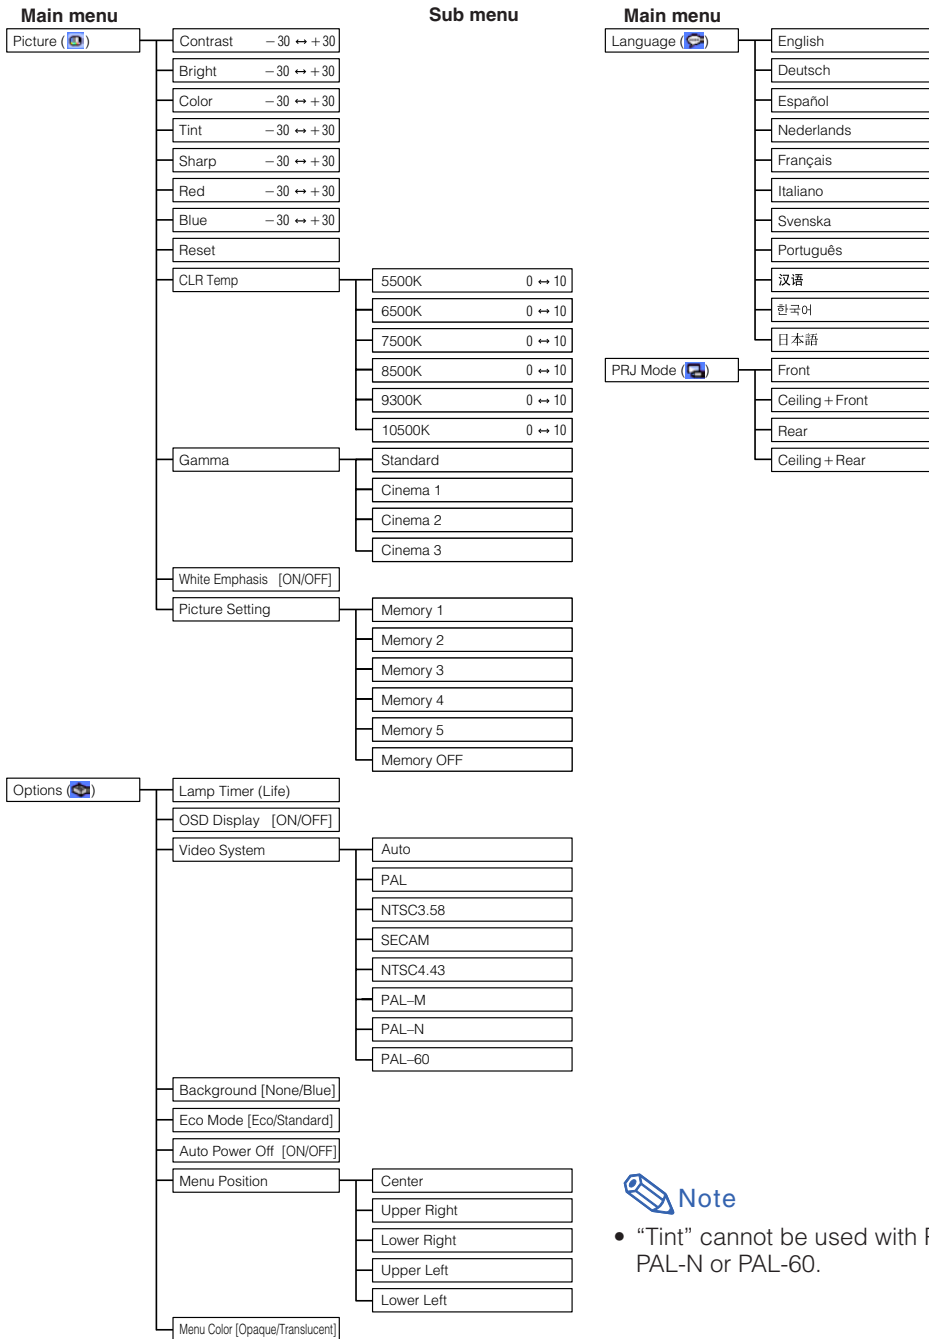 Main menu
Sub menu
Picture ( )
Contrast −30 ↔ +30
Bright −30 ↔ +30
Color −30 ↔ +30
Tint −30 ↔ +30
Sharp −30 ↔ +30
Red −30 ↔ +30
Blue −30 ↔ +30
Reset
CLR Temp
5500K 0 ↔ 10
6500K 0 ↔ 10
7500K 0 ↔ 10
8500K 0 ↔ 10
9300K 0 ↔ 10
10500K 0 ↔ 10
Gamma
Standard
Cinema 1
Cinema 2
Cinema 3
White Emphasis [ON/OFF]
Picture Setting
Memory 1
Memory 2
Memory 3
Memory 4
Memory 5
Memory OFF
Options ( )
Lamp Timer (Life)
OSD Display [ON/OFF]
Video System
Auto
PAL
NTSC3.58
SECAM
NTSC4.43
PAL–M
PAL–N
PAL–60
Background [None/Blue]
Eco Mode [Eco/Standard]
Auto Power Off [ON/OFF]
Menu Position
Center
Upper Right
Lower Right
Upper Left
Lower Left
Menu Color [Opaque/Translucent]
Main menu
Language ( )
English
Deutsch
Español
Nederlands
Français
Italiano
Svenska
Português
汉语
한국어
日本語
PRJ Mode ( )
Front
Ceiling+Front
Rear
Ceiling+Rear
Note
• “Tint” cannot be used with
PAL-N or PAL-60.